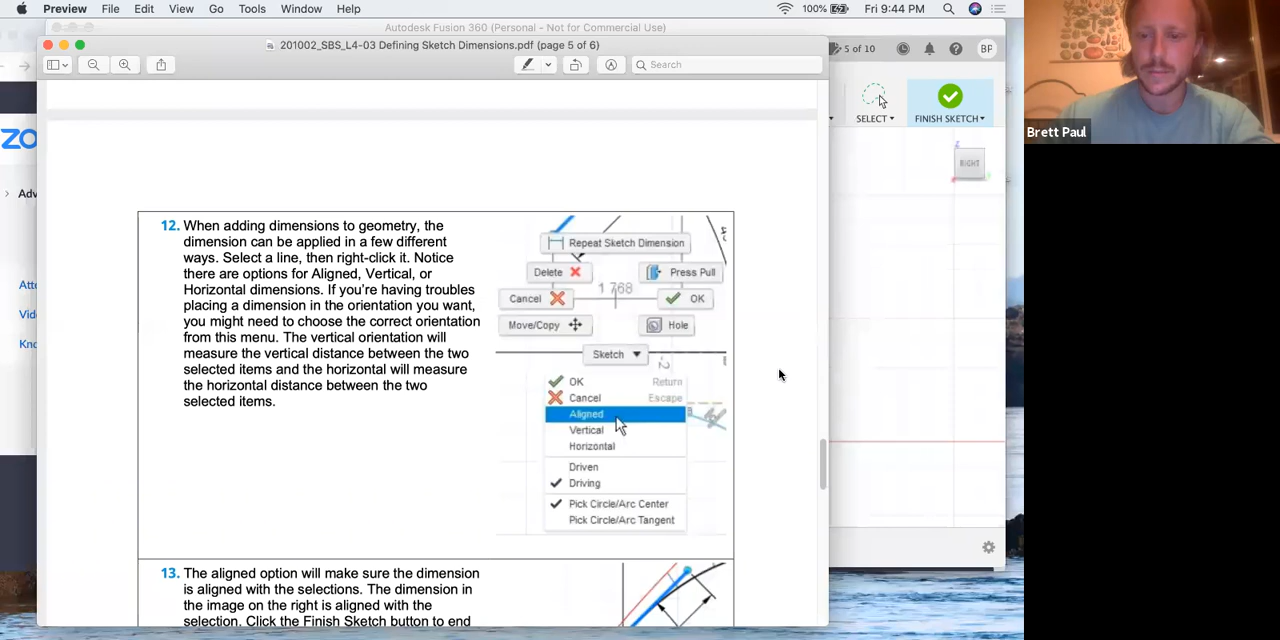 Preview File Edit View Go Tools Window Help
100% Fri 9:44 PM
Autodesk Fusion 360 (Personal - Not for Commercial Use)
201002_SBS_L4-03 Defining Sketch Dimensions.pdf (page 5 of 6)
5 of 10
BF
Search
SELECT
FINISH SKETCH
Brett Paul
ZO
Z
RIGHT
Adv
Atte
Vid
Kno
12. When adding dimensions to geometry, the
dimension can be applied in a few different
ways. Select a line, then right-click it. Notice
there are options for Aligned, Vertical, or
Horizontal dimensions. If you're having troubles
placing a dimension in the orientation you want,
you might need to choose the correct orientation
from this menu. The vertical orientation will
measure the vertical distance between the two
selected items and the horizontal will measure
the horizontal distance between the two
selected items.
Repeat Sketch Dimension
Delete Press Pull
1 768
Cancel OK
Move/Copy Hole
Sketch
OK Return
Cancel Escape
Aligned
Vertical
Horizontal
Driven
Driving
Pick Circle/Arc Center
Pick Circle/Arc Tangent
13. The aligned option will make sure the dimension
is aligned with the selections. The dimension in
the image on the right is aligned with the
selection. Click the Finish Sketch button to end